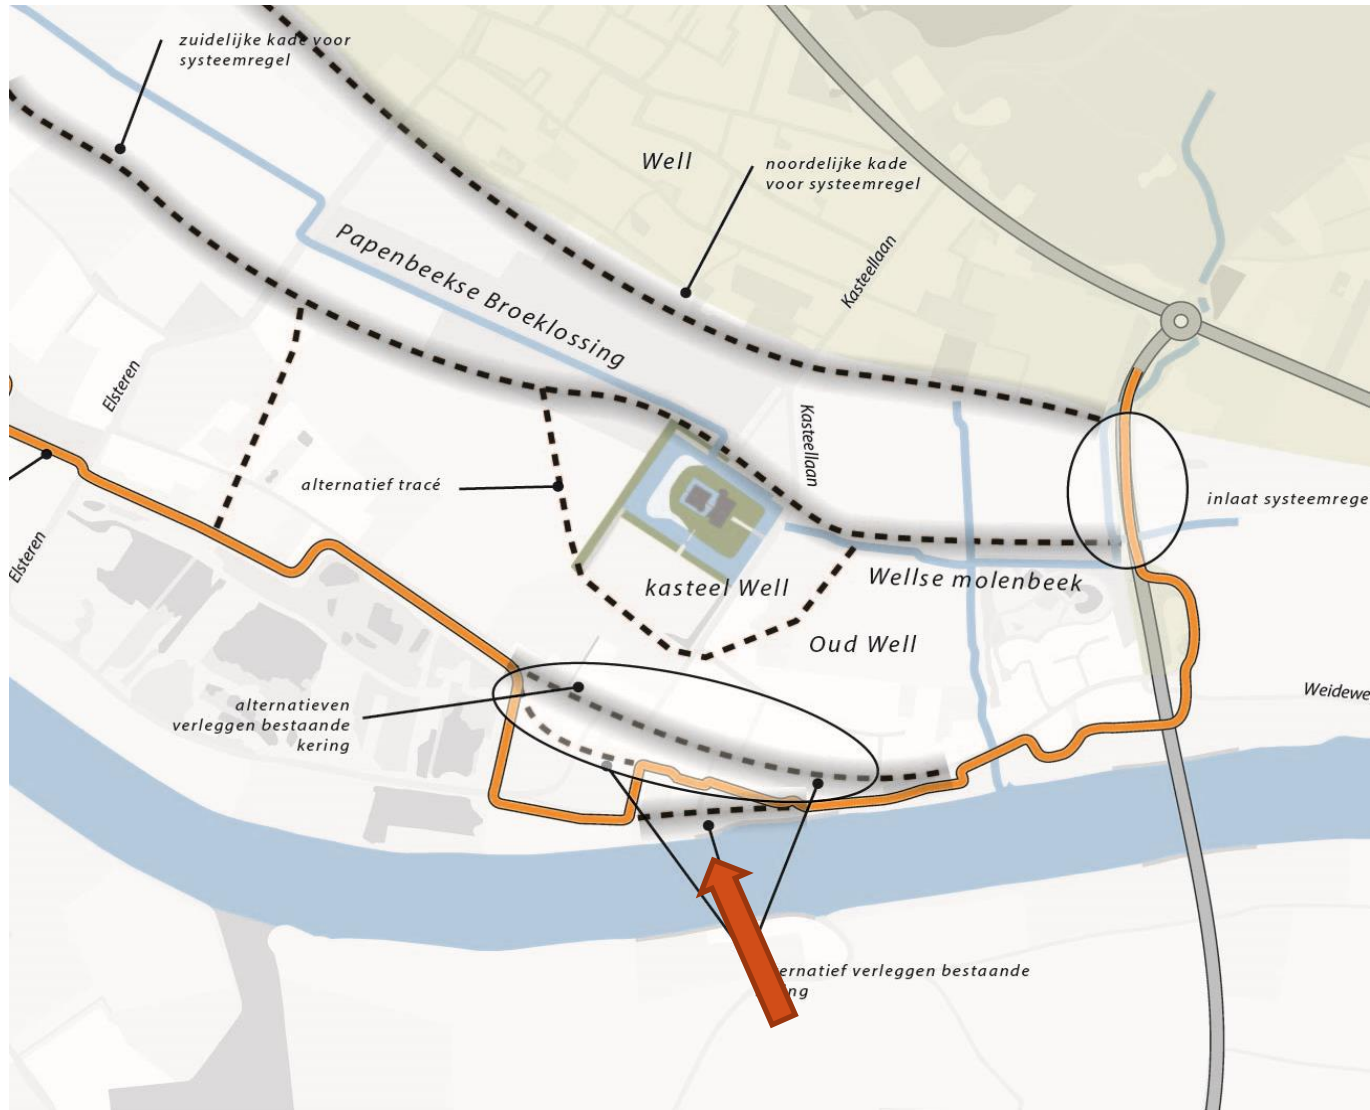 zuidelijke kade voor
systeemregel
Well
noordelijke kade
voor systeemregel
Kasteellaan
Papenbeekse Broeklossing
Elsteren
Kasteellaan
alternatief tracé
inlaat systeemrege
Elsteren
kasteel Well
Wellse molenbeek
Oud Well
Weidewe
alternatieven
verleggen bestaande
kering
ernatief verleggen bestaande
ng